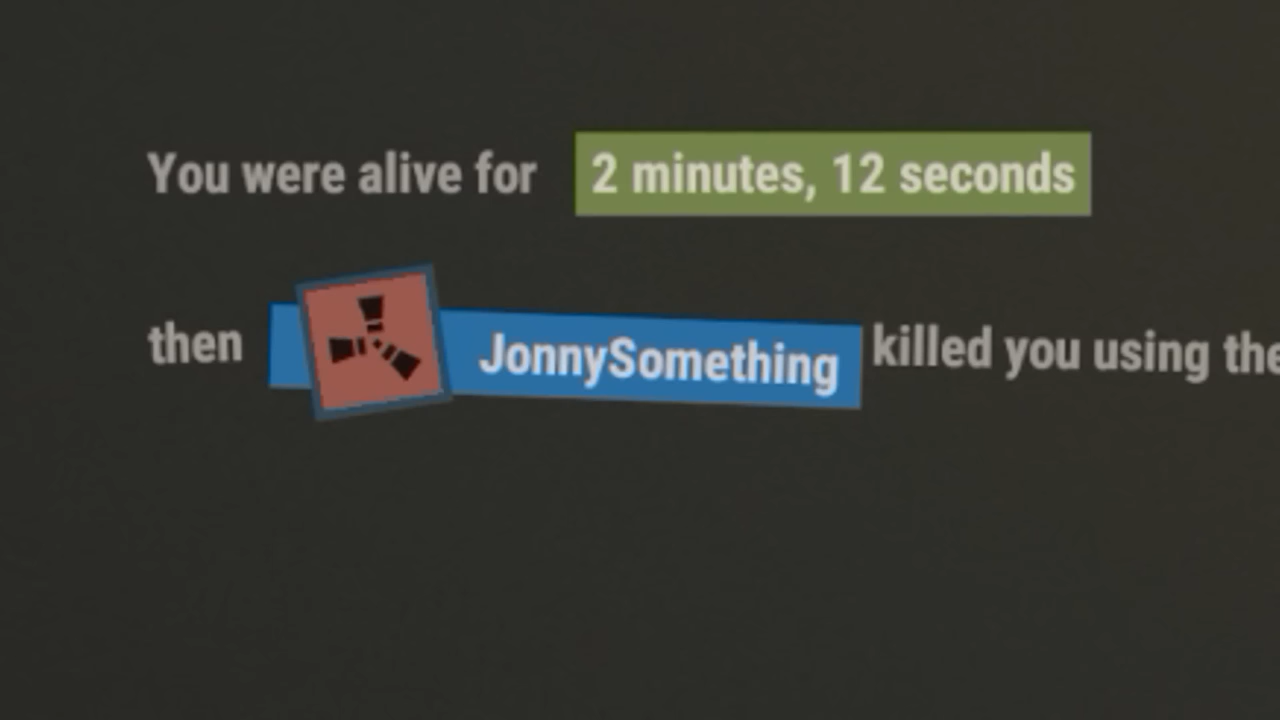 You were alive for 2 minutes, 12 seconds
then JonnySomething killed you using the